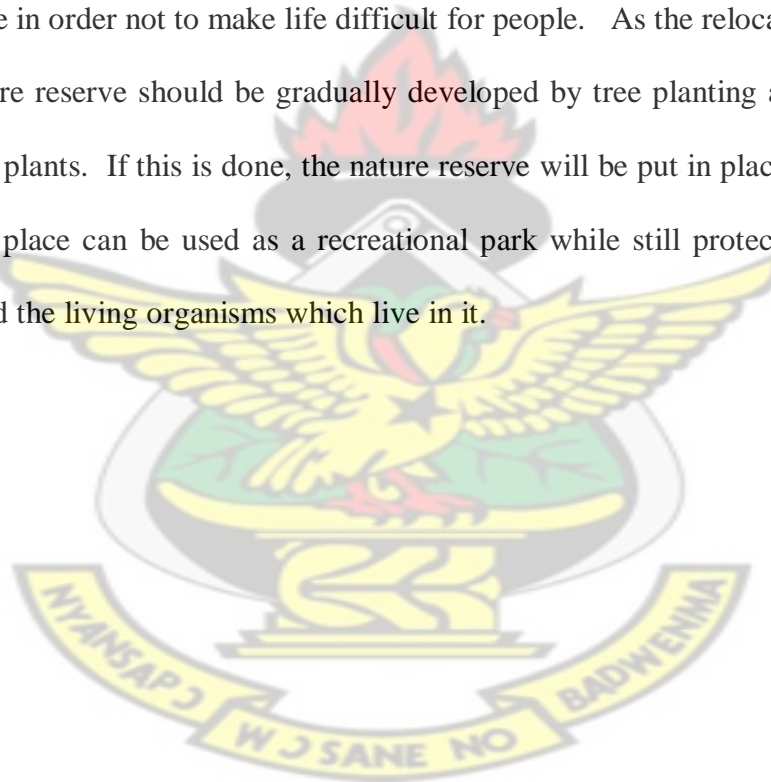 e in order not to make life difficult for people. As the reloca
re reserve should be gradually developed by tree planting a
plants. If this is done, the nature reserve will be put in plac
place can be used as a recreational park while still protec
d the living organisms which live in it.
NYANSAPƆ WƆSANE NO BADWENMA